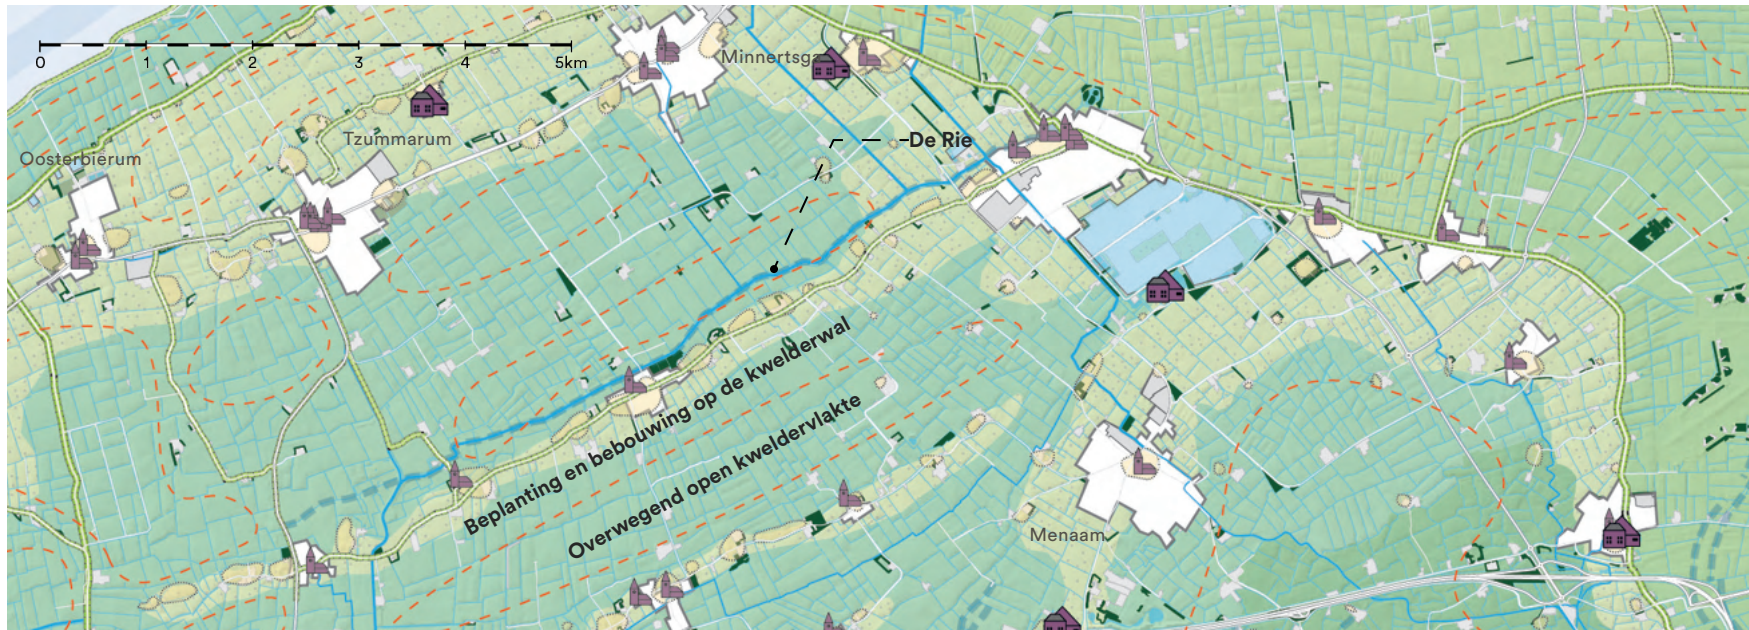 0 1 2 3 4 5km
Minnertsga
Tzummarum
Oosterbierum
De Rie
Beplanting en bebouwing op de kwelderwal
Overwegend open kweldervlakte
Menaam